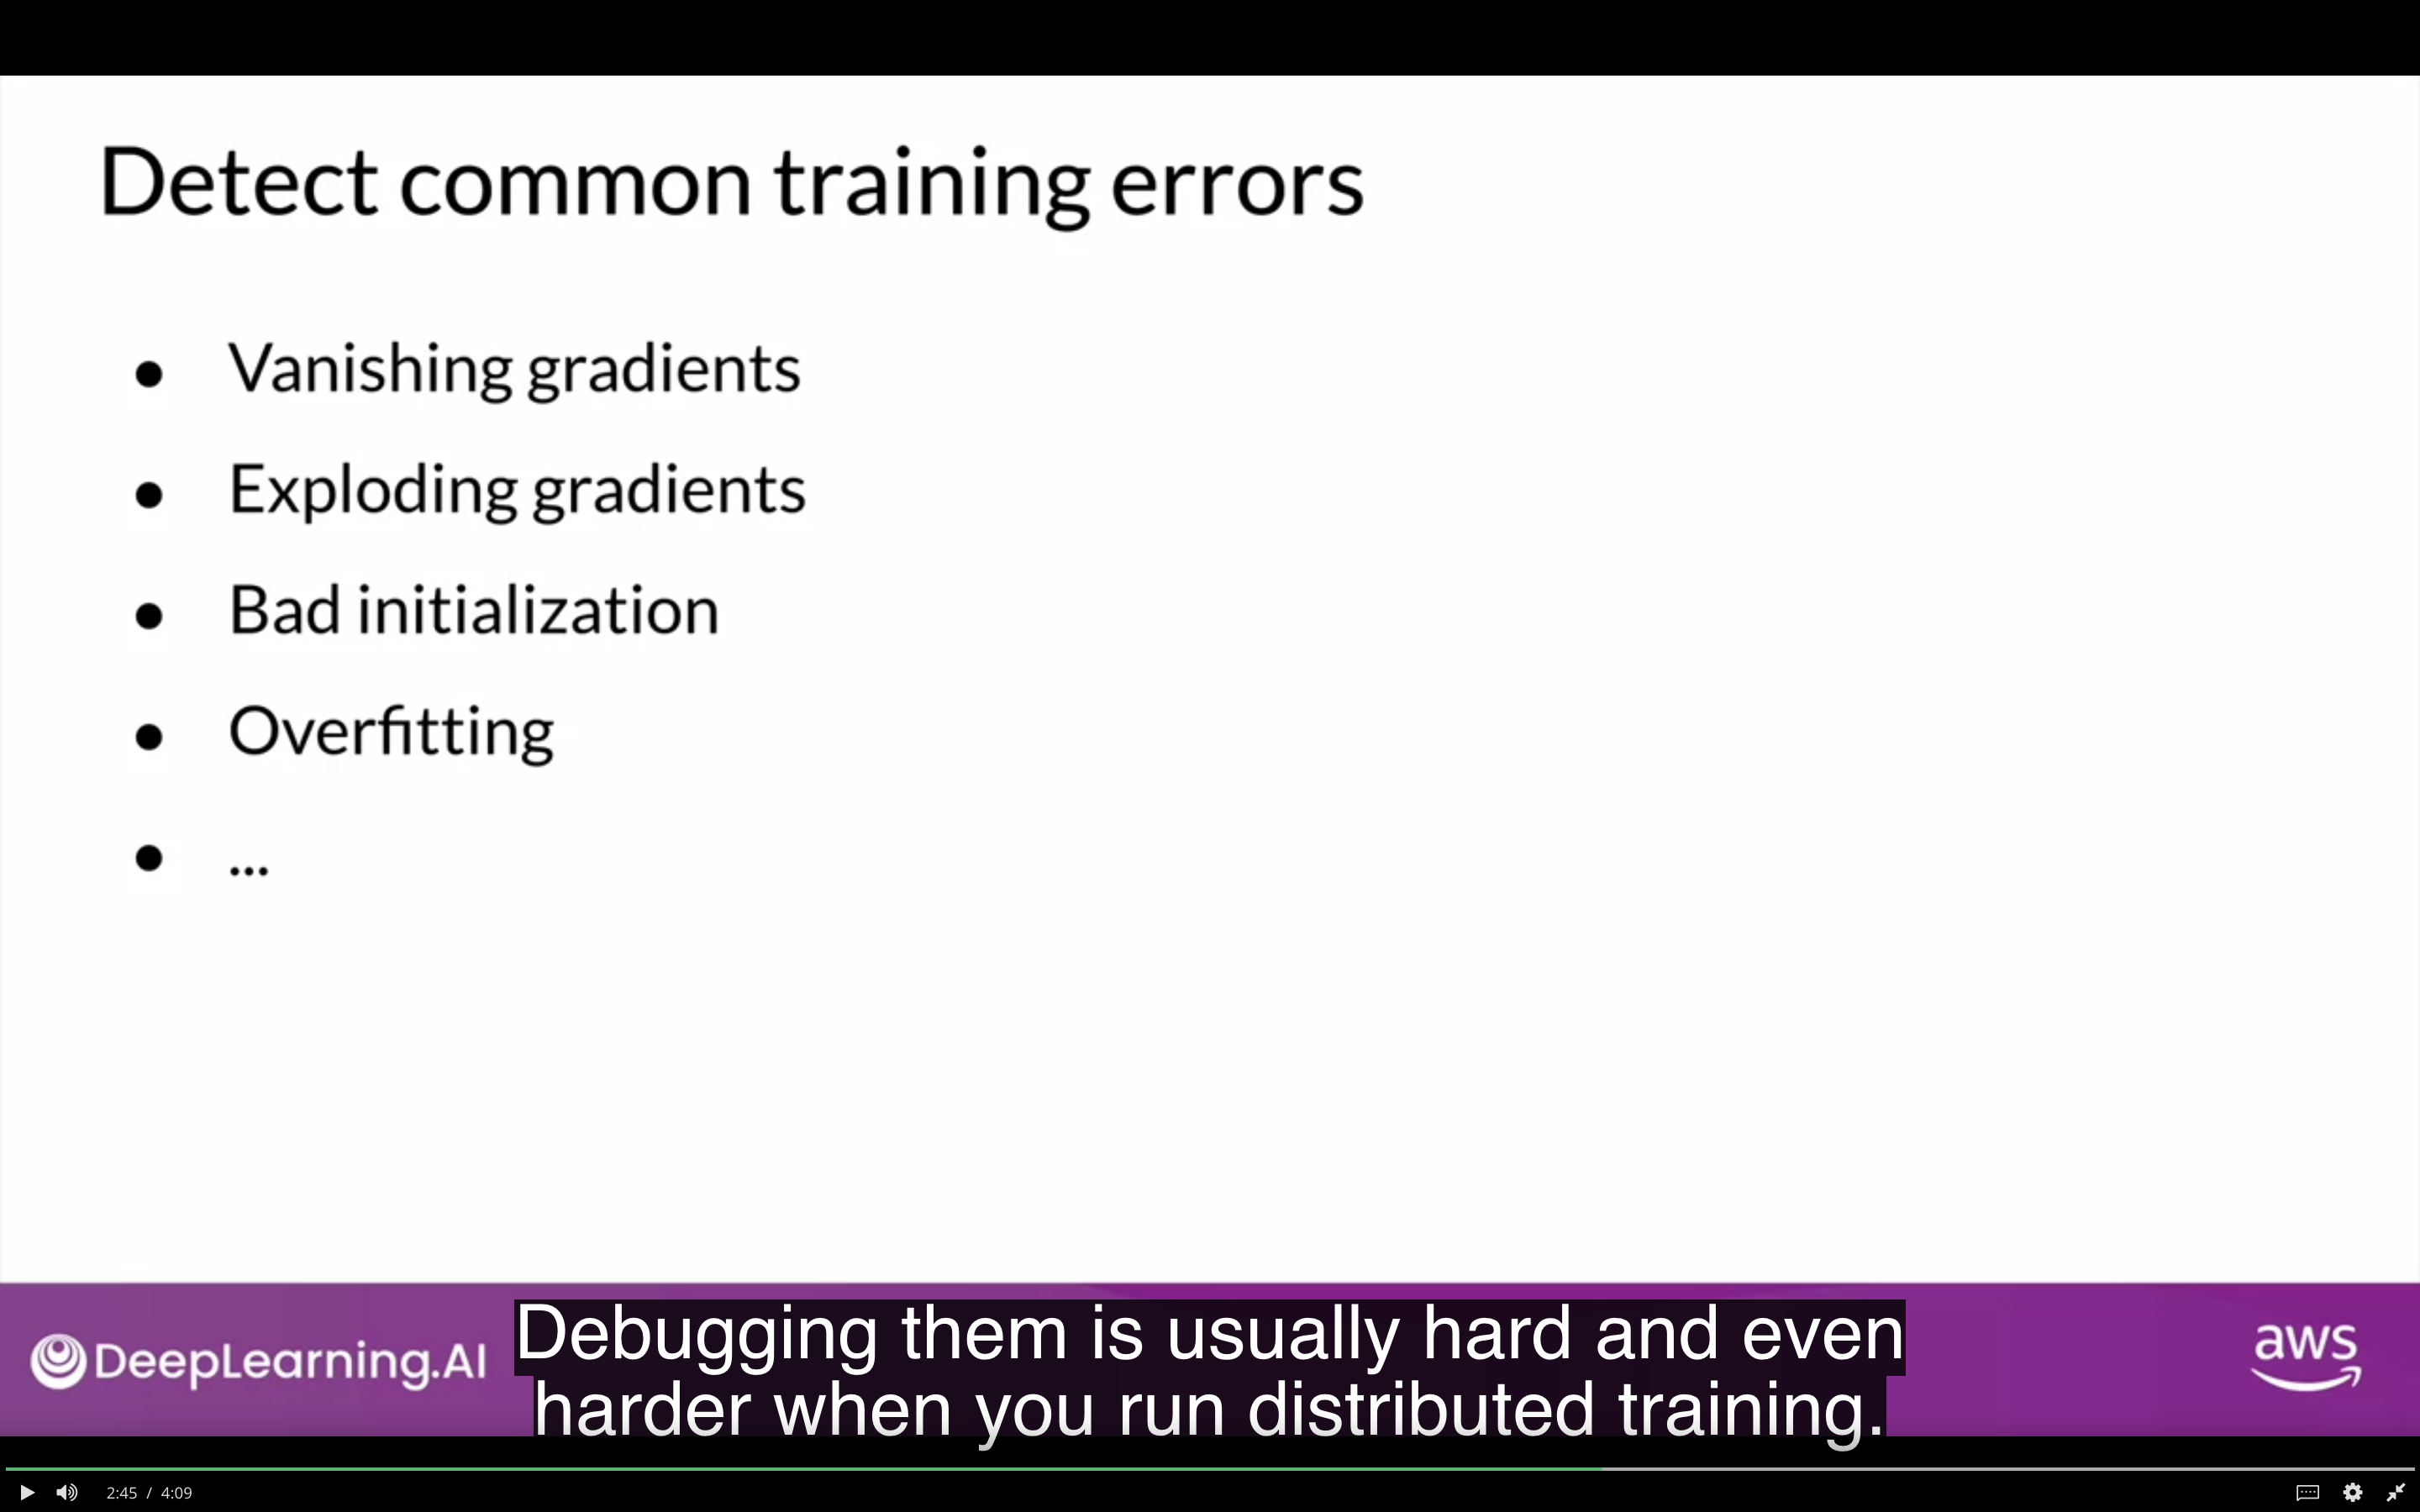 Detect common training errors
● Vanishing gradients
● Exploding gradients
● Bad initialization
● Overfitting
● ...
DeepLearning.AI
Debugging them is usually hard and even
harder when you run distributed training.
aws
2:45 / 4:09